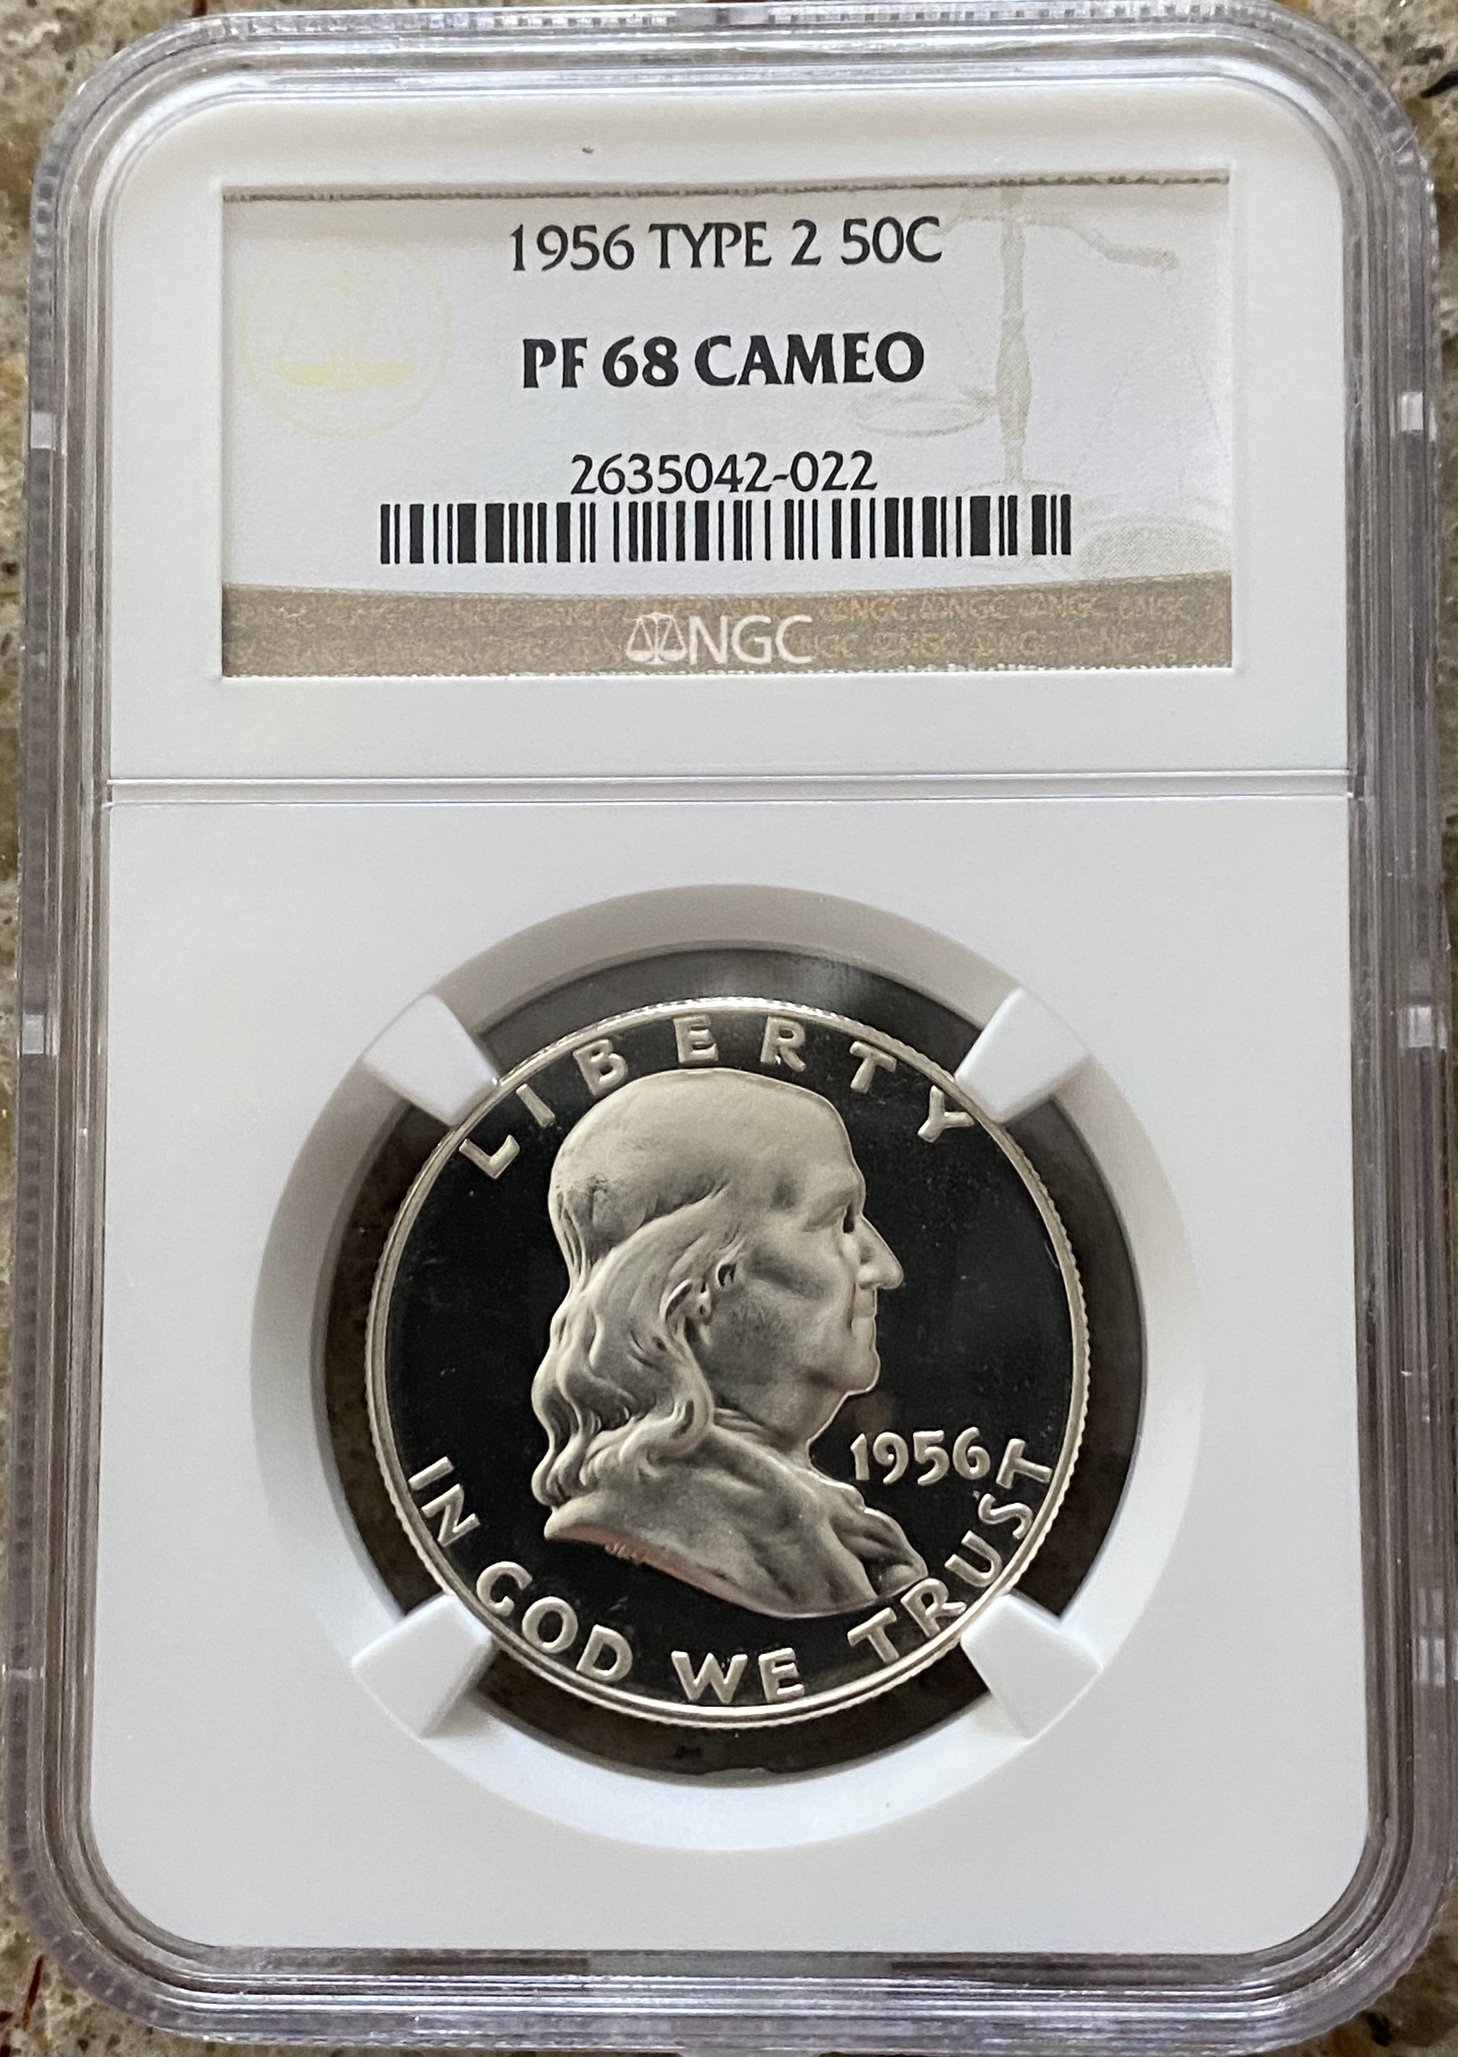 1956 TYPE 2 50C
PF 68 CAMEO
2635042-022
NGC
LIBERTY
1956
IN GOD WE TRUST